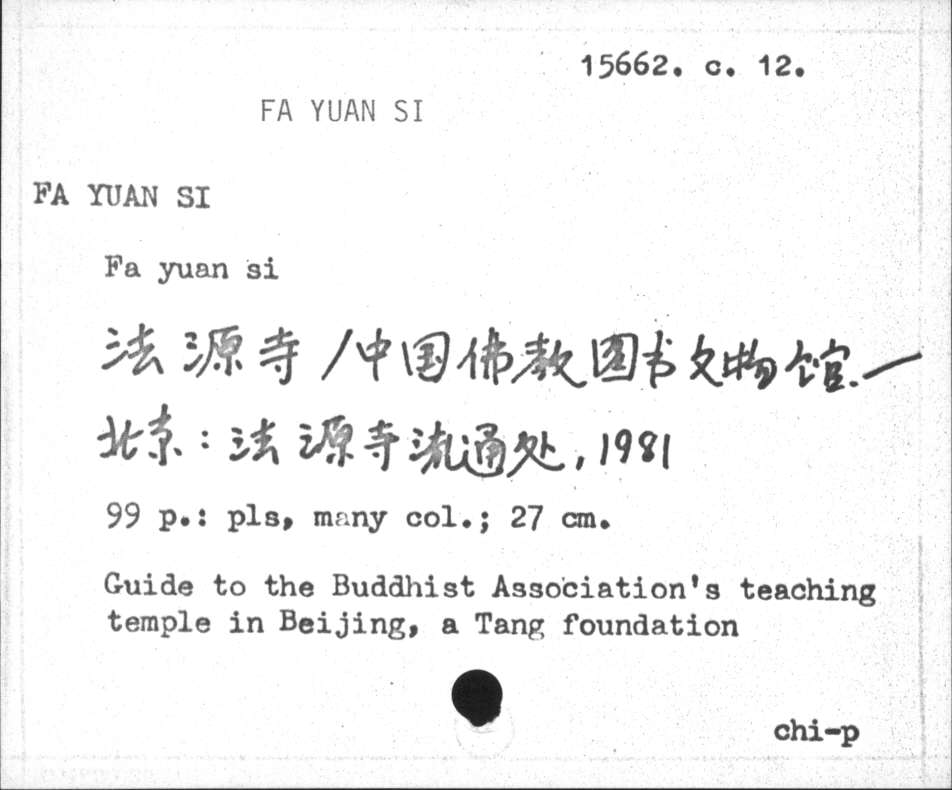 15662. c. 12.
FA YUAN SI
FA YUAN SI
Fa yuan si
法源寺/中国佛教图书文物馆.—
北京:法源寺流通处,1981
99 p.: pls, many col.; 27 cm.
Guide to the Buddhist Association's teaching
temple in Beijing, a Tang foundation
chi-p